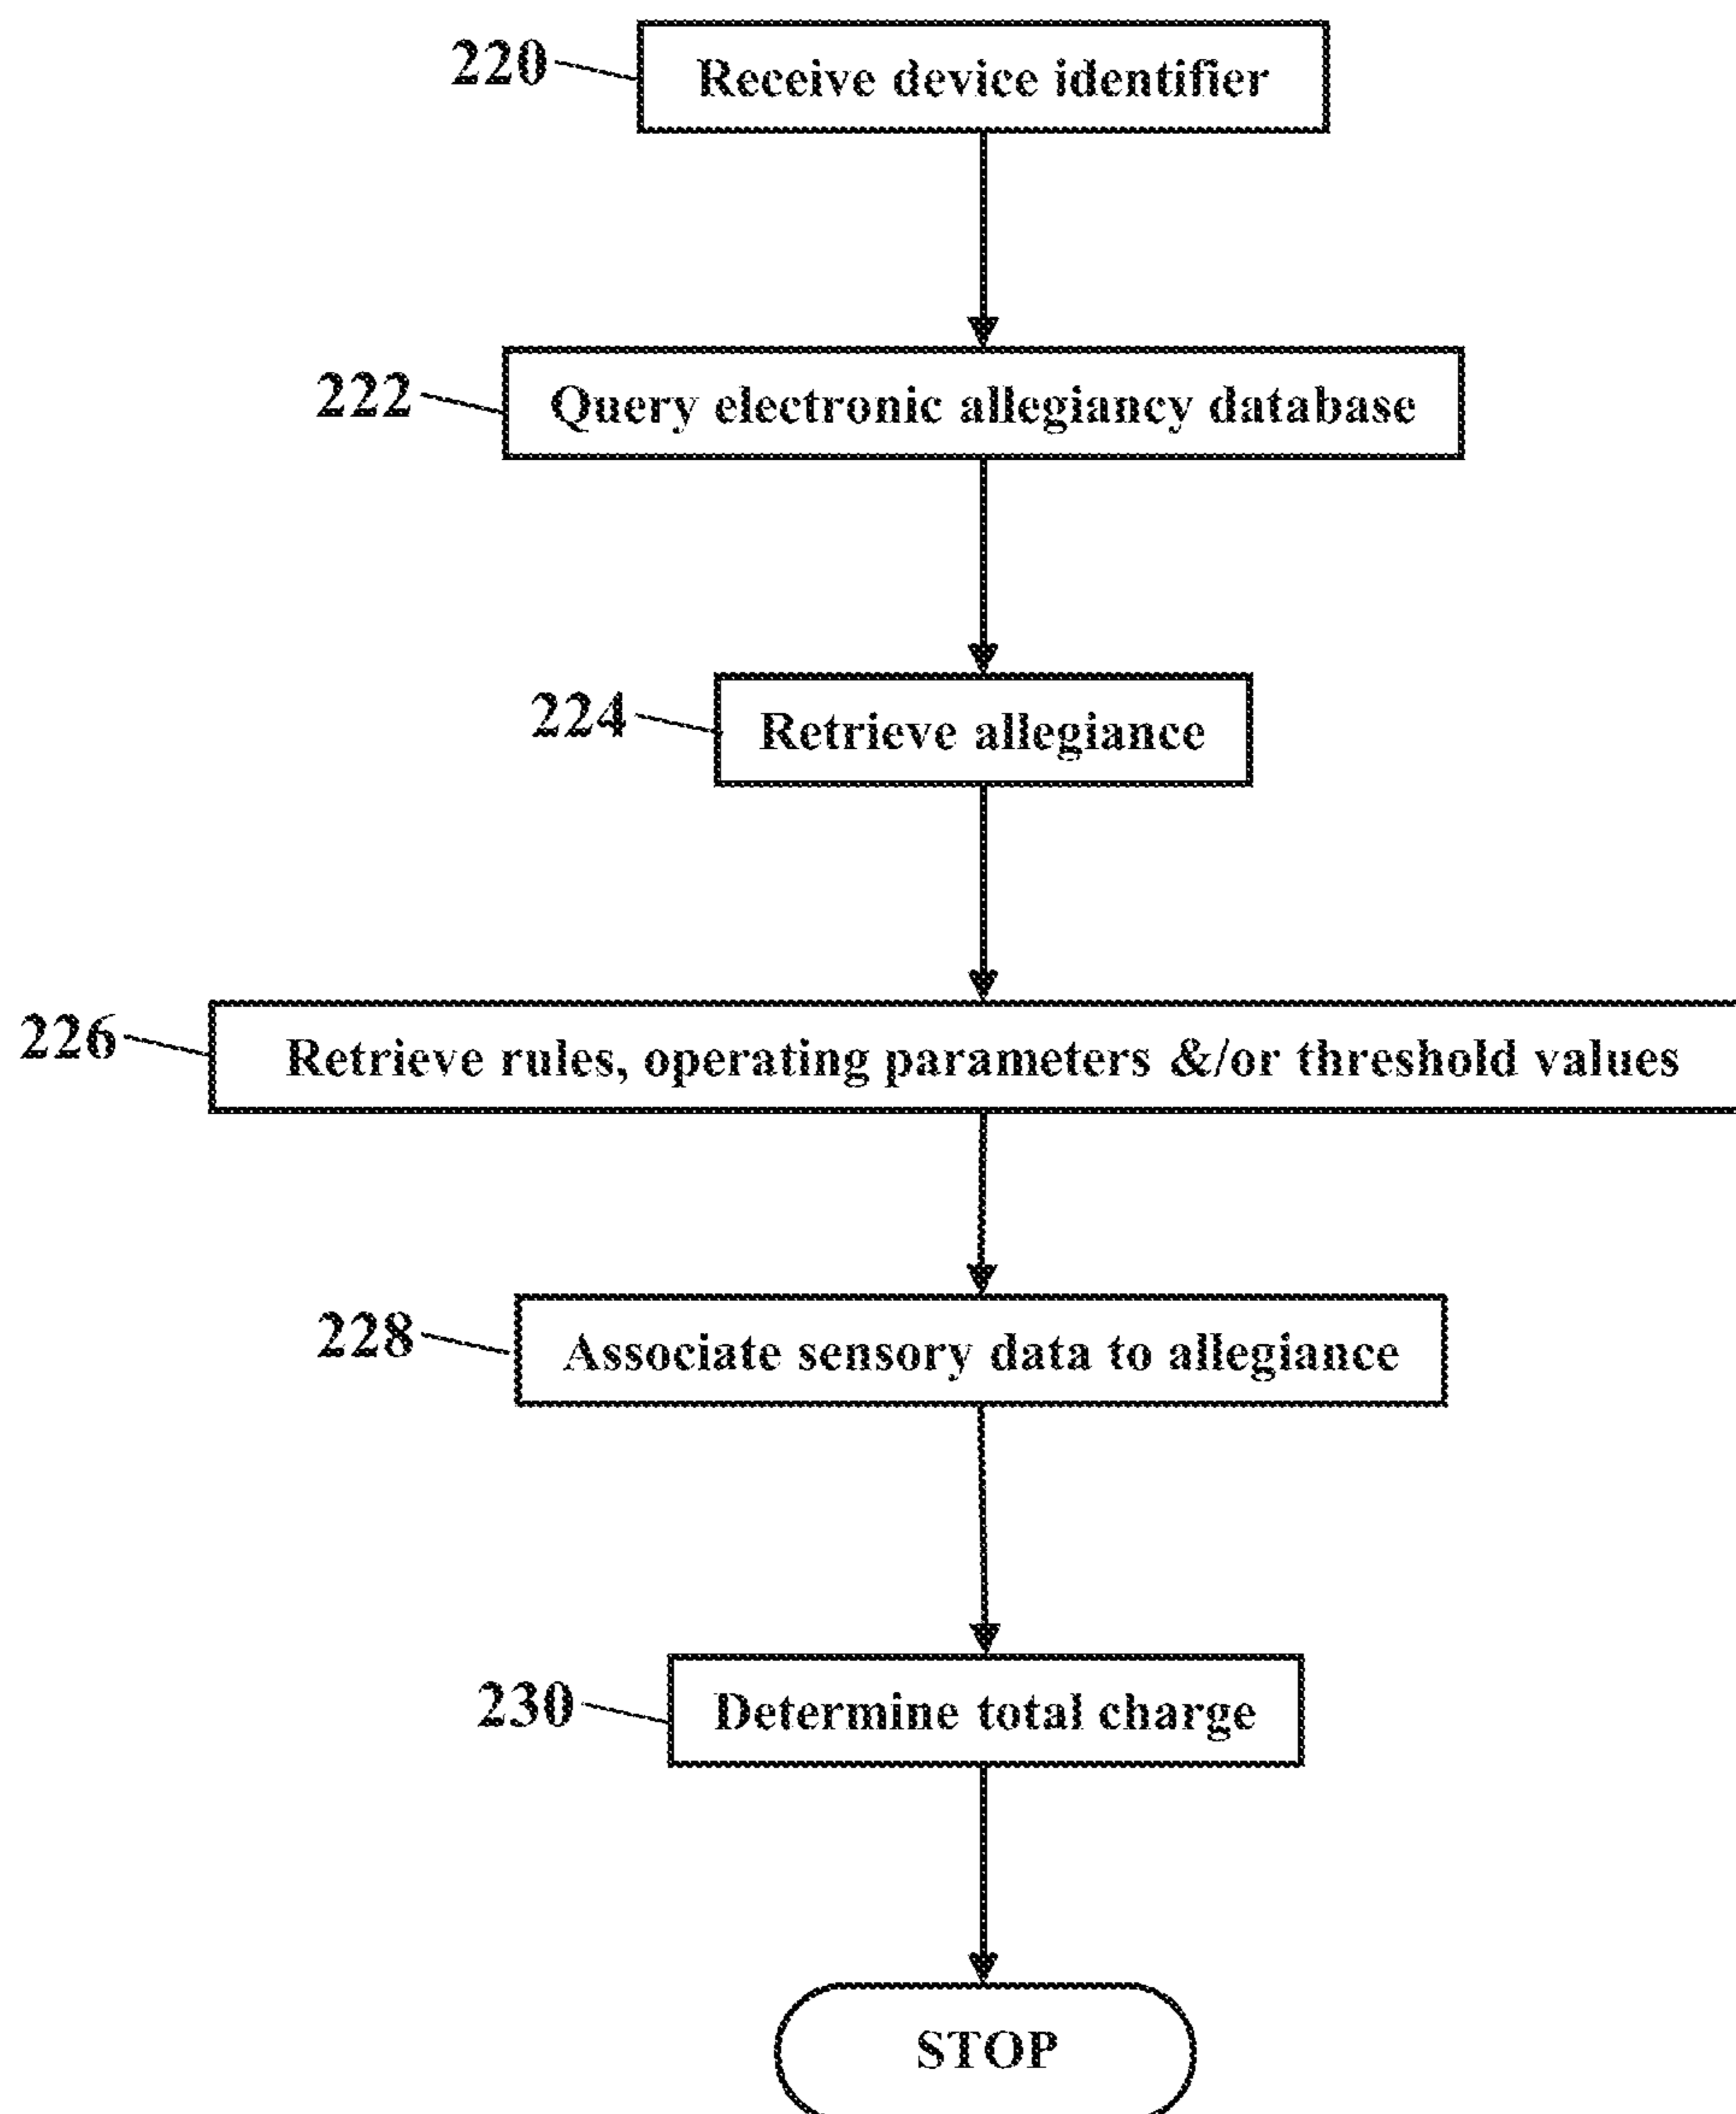 220 Receive device identifier
222 Query electronic allegiancy database
224 Retrieve allegiance
226 Retrieve rules, operating parameters &/or threshold values
228 Associate sensory data to allegiance
230 Determine total charge
STOP